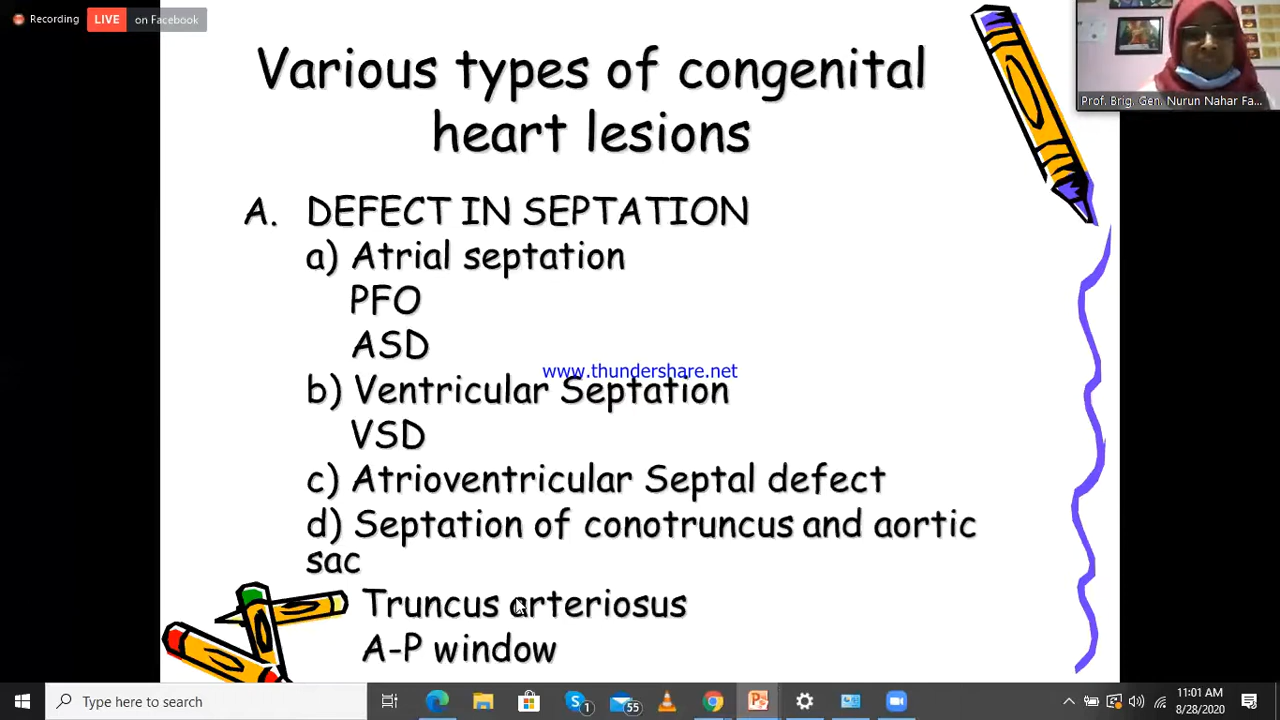 Recording
LIVE on Facebook
Various types of congenital
heart lesions
Prof. Brig. Gen. Nurun Nahar Fa...
A. DEFECT IN SEPTATION
a) Atrial septation
PFO
ASD
www.thundershare.net
b) Ventricular Septation
VSD
c) Atrioventricular Septal defect
d) Septation of conotruncus and aortic
sac
Truncus arteriosus
A-P window
Type here to search
1
55
11:01 AM
8/28/2020